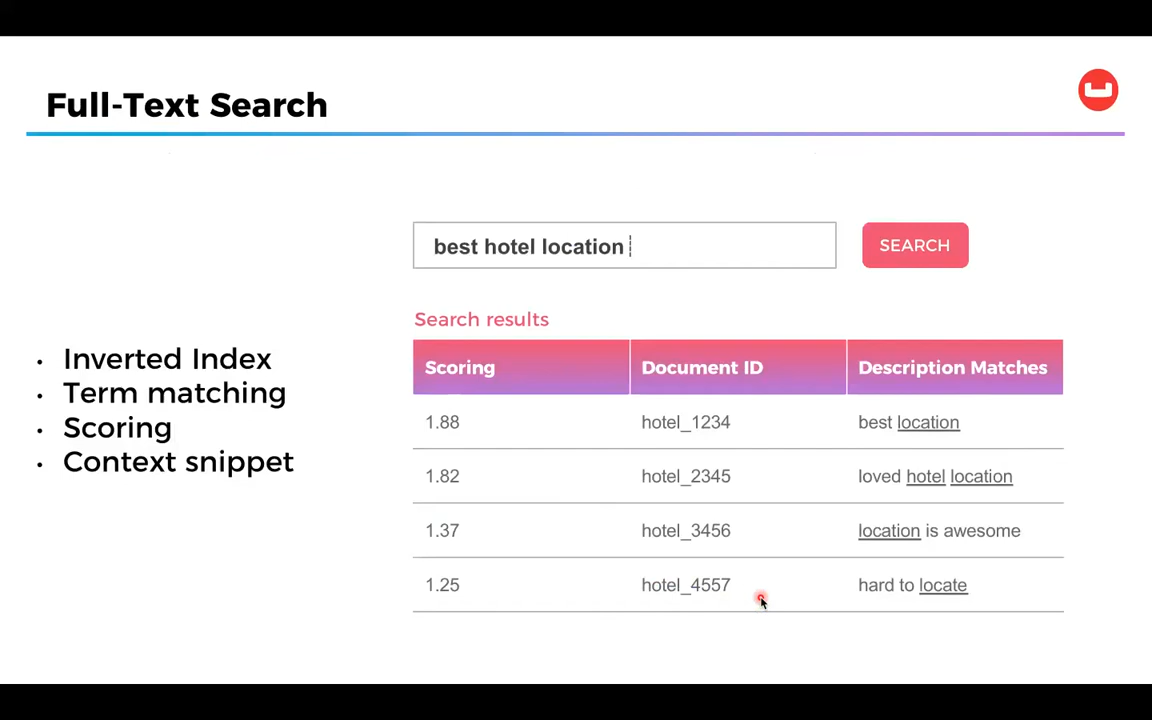 Full-Text Search
best hotel location
SEARCH
Search results
• Inverted Index
• Term matching
• Scoring
• Context snippet
Scoring Document ID Description Matches
1.88 hotel_1234 best location
1.82 hotel_2345 loved hotel location
1.37 hotel_3456 location is awesome
1.25 hotel_4557 hard to locate